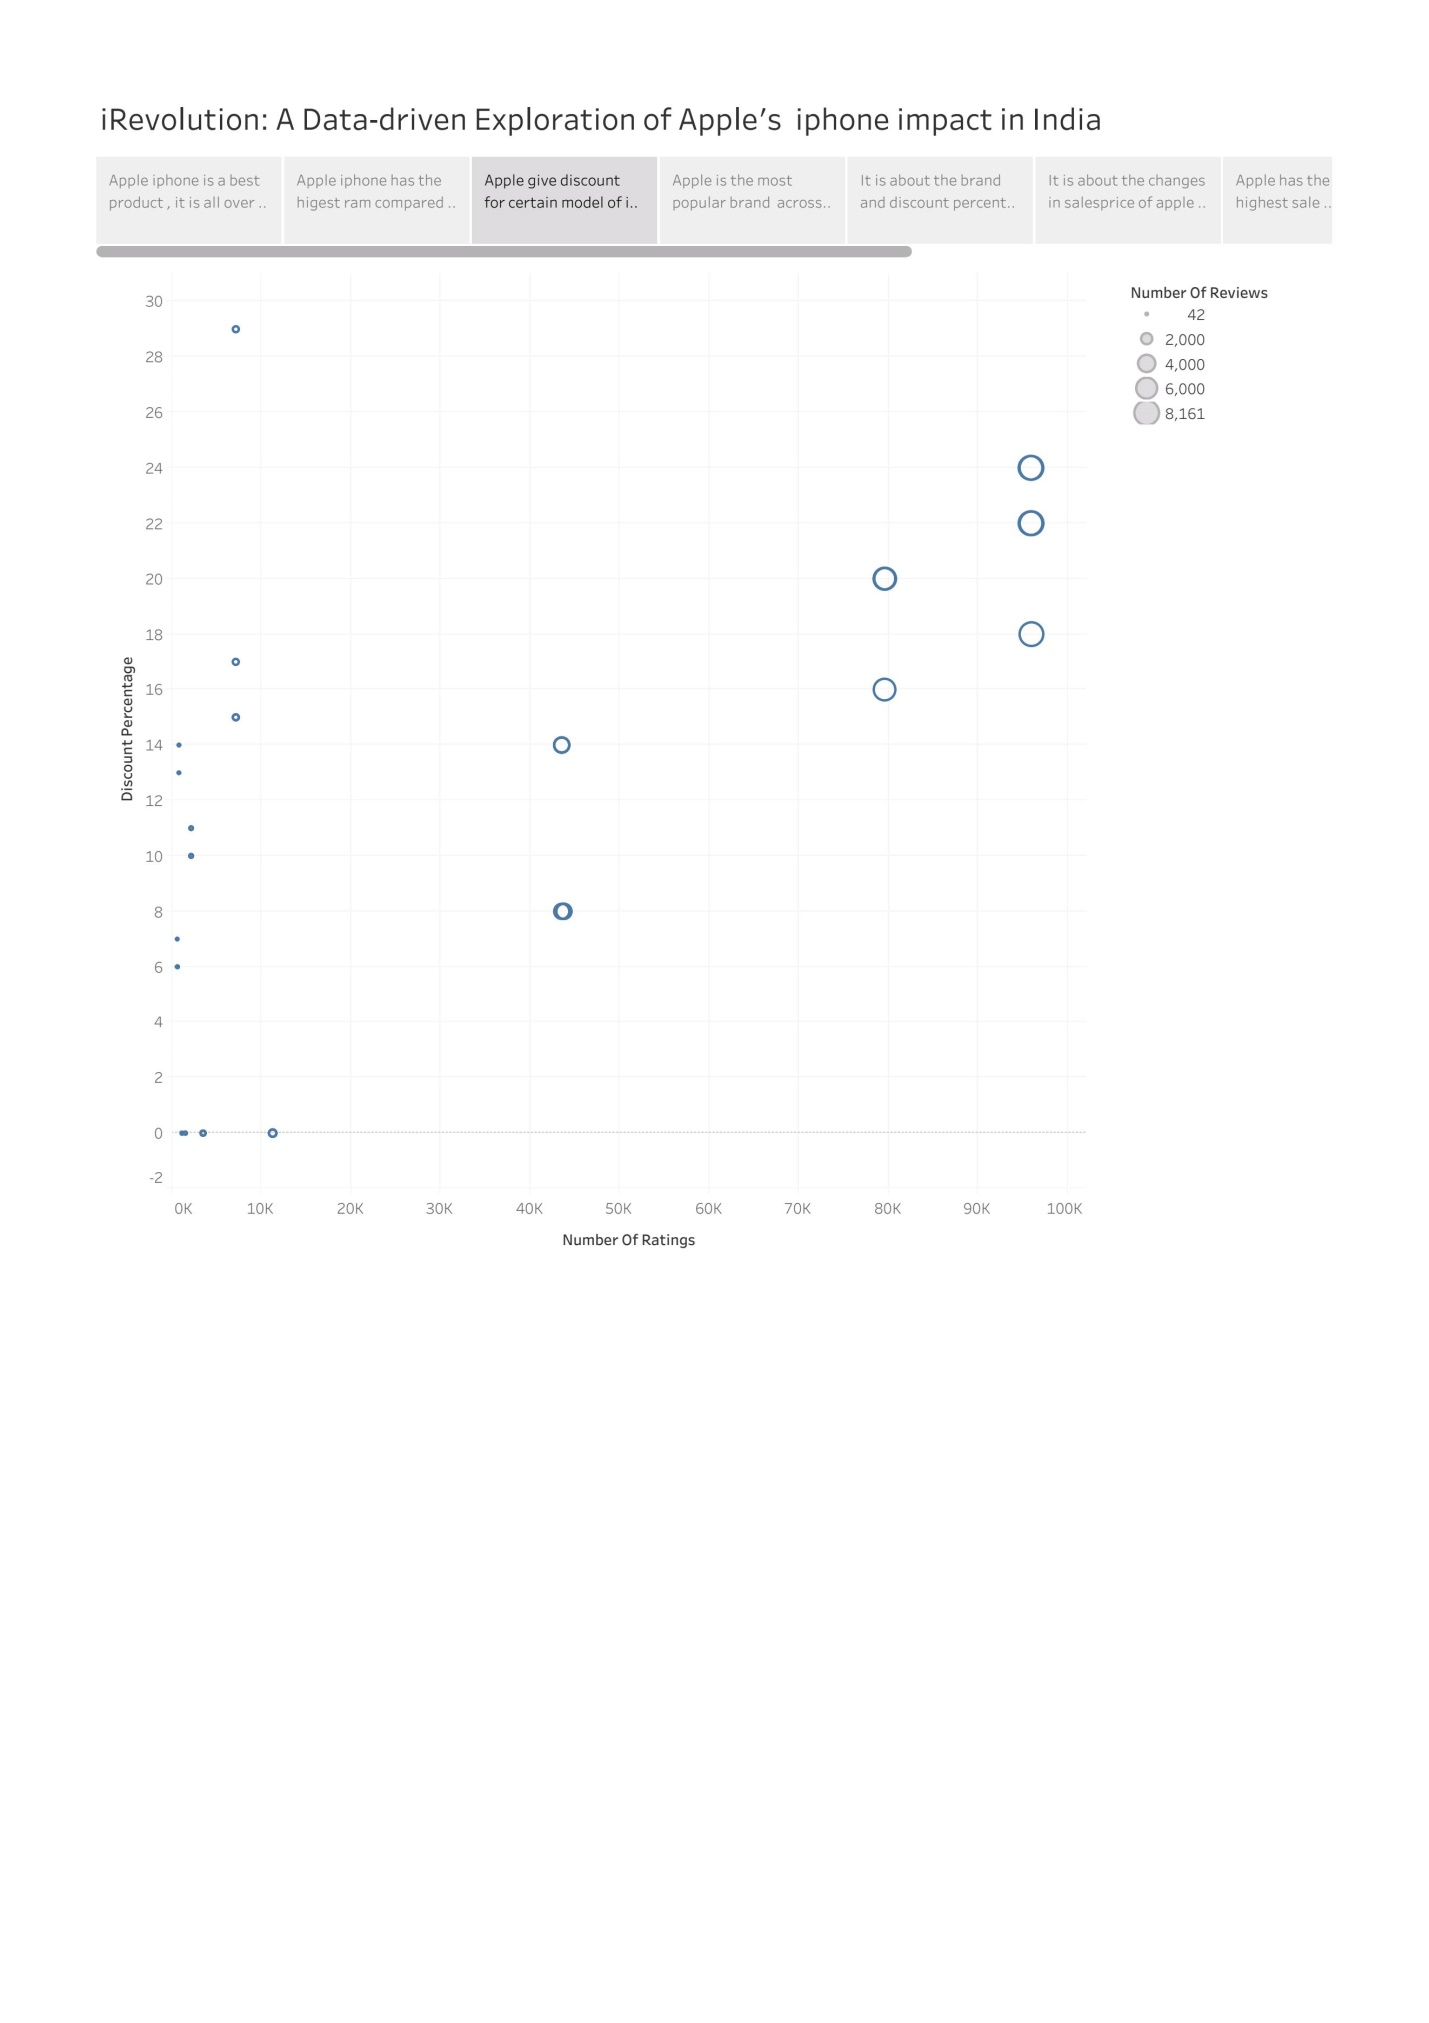 iRevolution: A Data-driven Exploration of Apple's  iphone impact in India
Apple iphone is a best
product , it is all over ..
Apple iphone has the
higest ram compared ..
Apple give discount
for certain model of i..
Apple is the most
popular brand  across..
It is about the brand
and discount percent..
It is about the changes
in salesprice of apple ..
Apple has the
highest sale ..
Number Of Reviews
42
2,000
4,000
6,000
8,161
Discount Percentage
30
28
26
24
22
20
18
16
14
12
10
8
6
4
2
0
-2
0K 10K 20K 30K 40K 50K 60K 70K 80K 90K 100K
Number Of Ratings